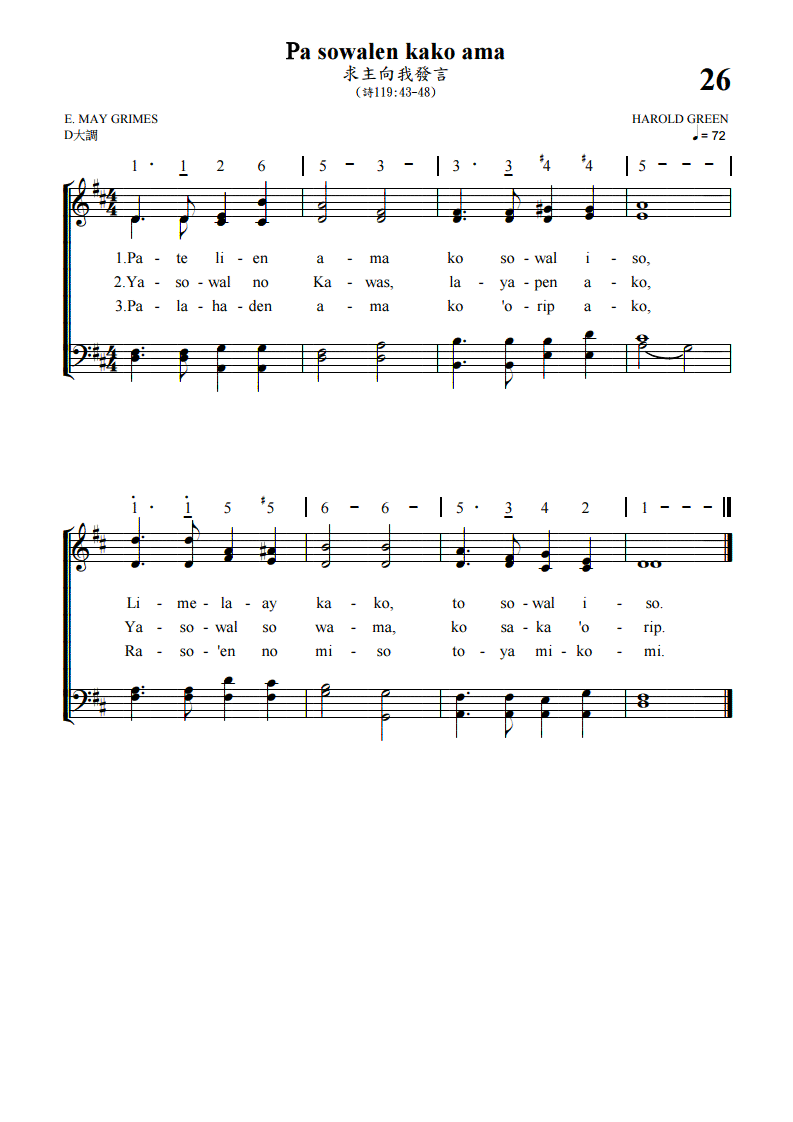 Pa sowalen kako ama
求主向我發言
(詩119:43-48)
26
E. MAY GRIMES
HAROLD GREEN
D大調
♩ = 72
1 · 1 2 6 | 5 - 3 - | 3 · 3 #4 #4 | 5 - - - |
1.Pa - te li - en a - ma ko so - wal i - so,
2.Ya - so - wal no Ka - was, la - ya - pen a - ko,
3.Pa - la - ha - den a - ma ko 'o - rip a - ko,
1 · 1 5 #5 | 6 - 6 - | 5 · 3 4 2 | 1 - - - ||
Li - me - la - ay ka - ko, to so - wal i - so.
Ya - so - wal so wa - ma, ko sa - ka 'o - rip.
Ra - so - 'en no mi - so to - ya mi - ko - mi.